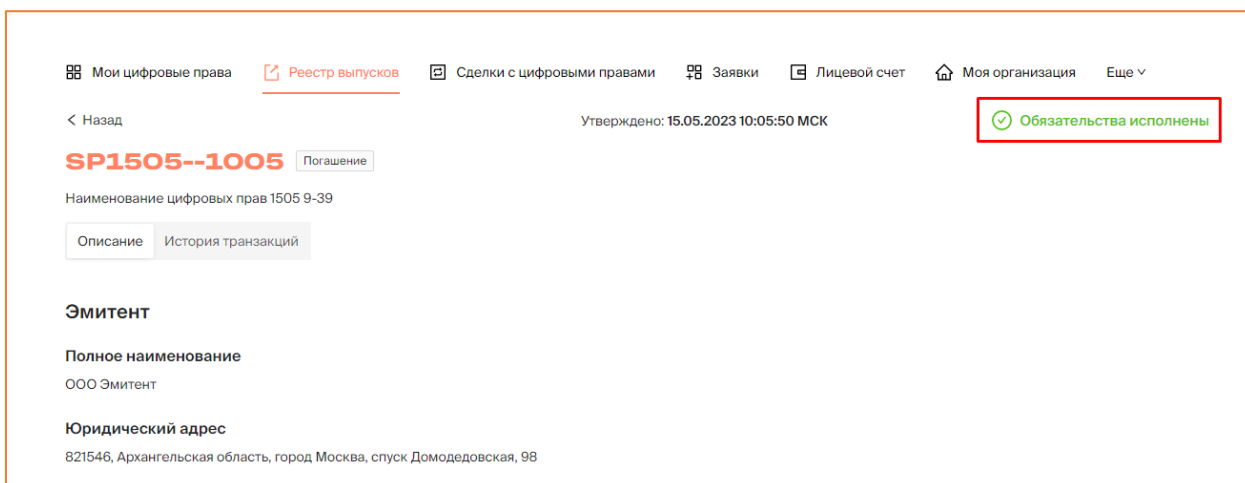 Мои цифровые права Реестр выпусков Сделки с цифровыми правами Заявки Лицевой счет Моя организация Еще
Назад Утверждено: 15.05.2023 10:05:50 МСК Обязательства исполнены
SP1505--1005 Погашение
Наименование цифровых прав 1505 9-39
Описание История транзакций
Эмитент
Полное наименование
ООО Эмитент
Юридический адрес
821546, Архангельская область, город Москва, спуск Домодедовская, 98